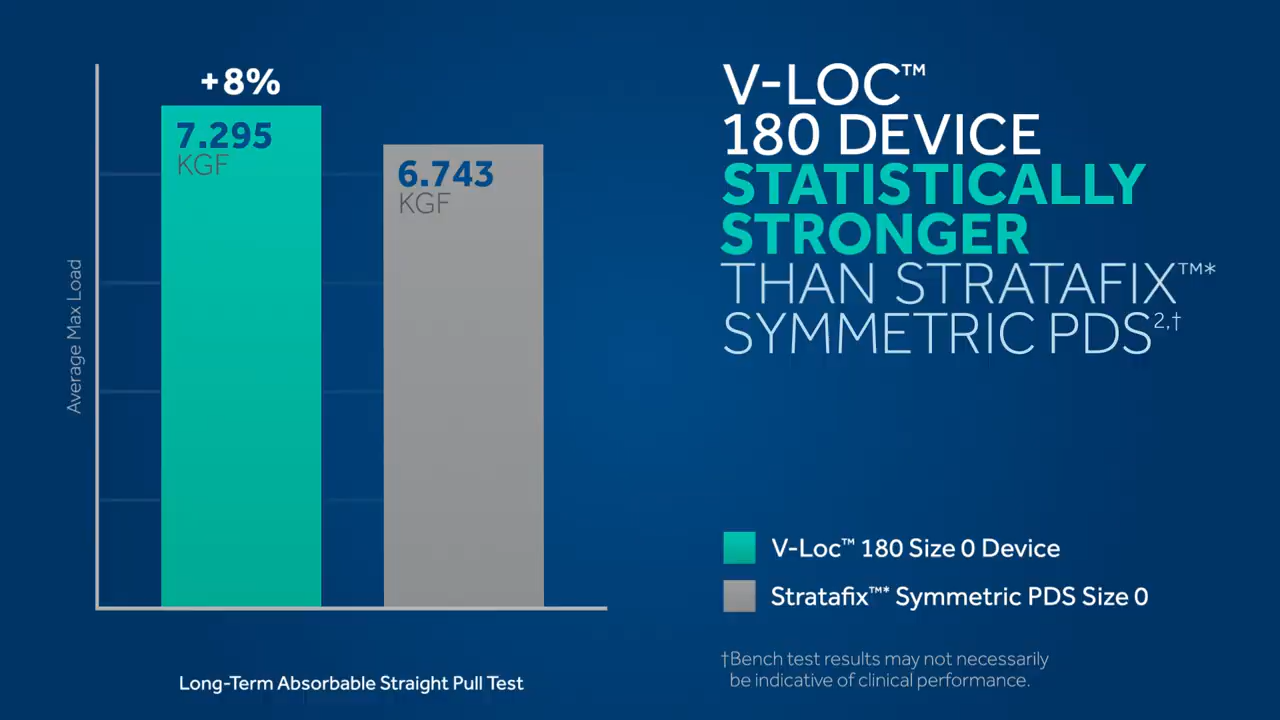 +8%
7.295
KGF
6.743
KGF
Average Max Load
Long-Term Absorbable Straight Pull Test
V-LOC™
180 DEVICE
STATISTICALLY
STRONGER
THAN STRATAFIX™*
SYMMETRIC PDS2,†
V-Loc™ 180 Size 0 Device
Stratafix™* Symmetric PDS Size 0
†Bench test results may not necessarily
be indicative of clinical performance.